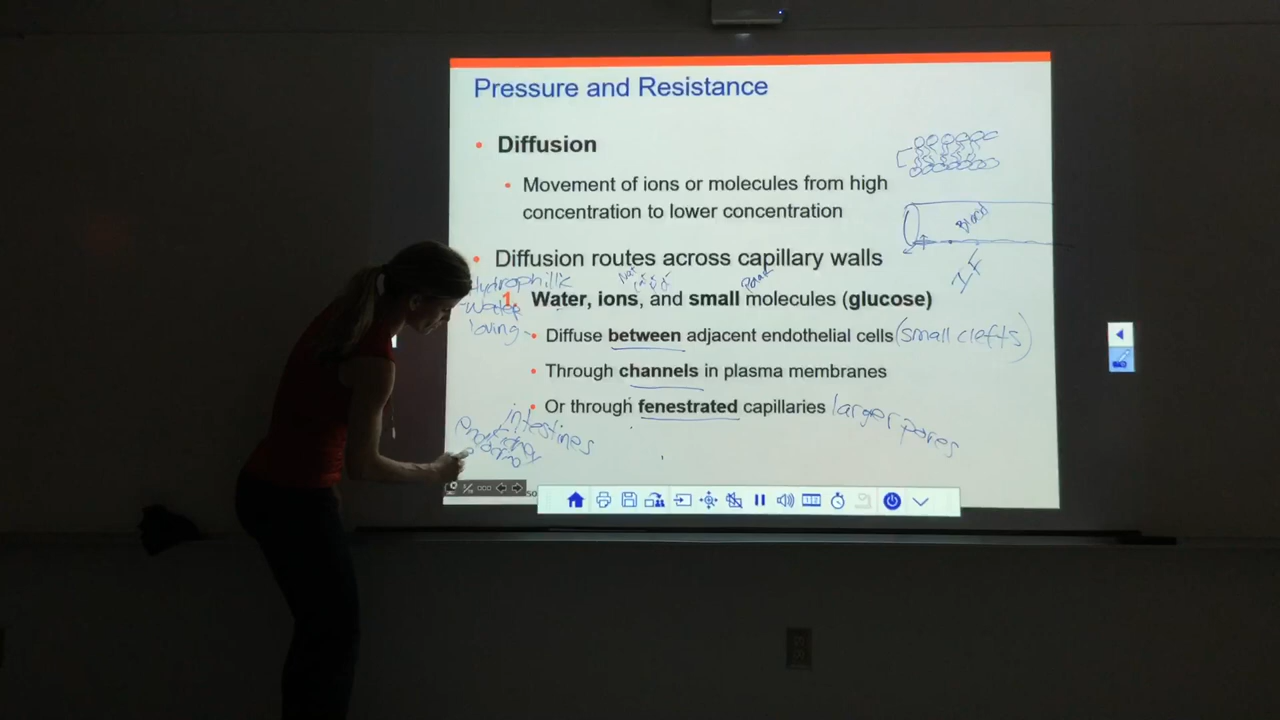 Pressure and Resistance
• Diffusion
• Movement of ions or molecules from high
concentration to lower concentration
Blood
• Diffusion routes across capillary walls
IF
Hydrophilic
1. Water, ions, and small molecules (glucose)
Water
loving
• Diffuse between adjacent endothelial cells (small clefts)
• Through channels in plasma membranes
• Or through fenestrated capillaries larger pores
intestines
50